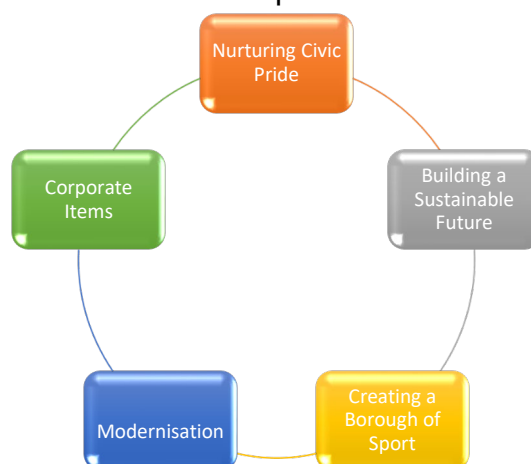 Nurturing Civic
Pride
Building a
Sustainable
Future
Creating a
Borough of
Sport
Modernisation
Corporate
Items